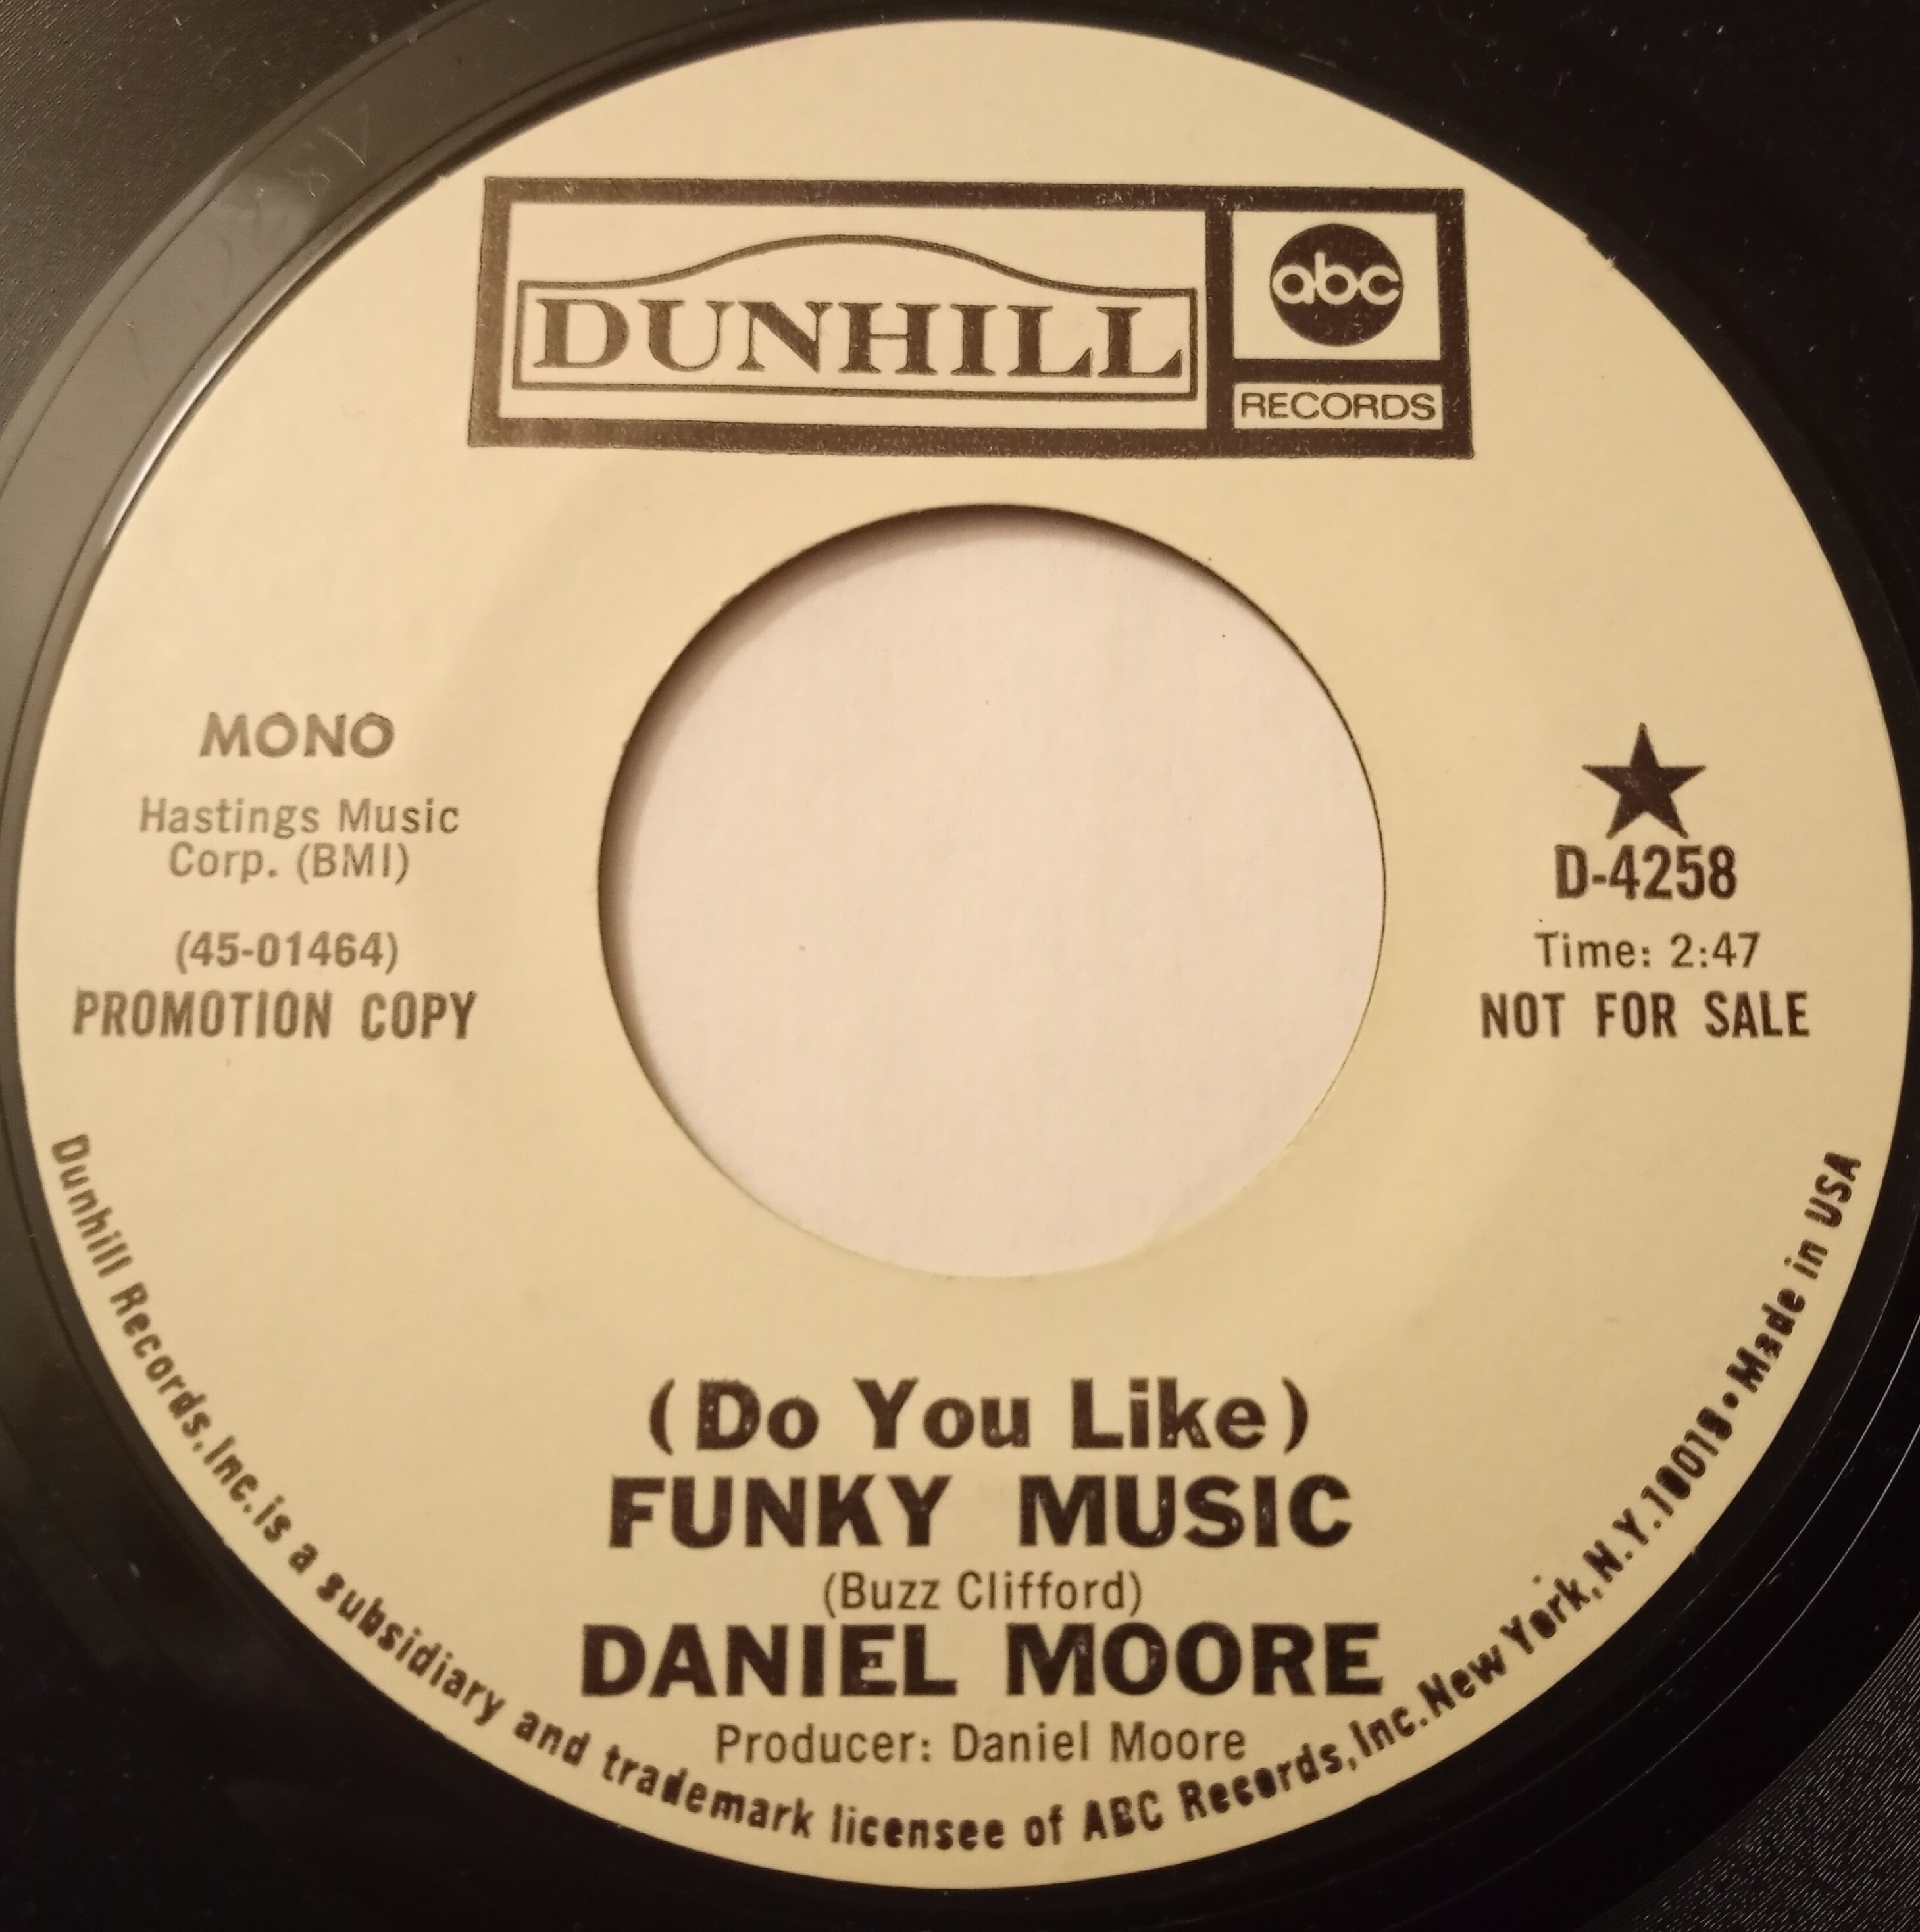 DUNHILL
abc
RECORDS
MONO
Hastings Music
Corp. (BMI)
(45-01464)
PROMOTION COPY
D-4258
Time: 2:47
NOT FOR SALE
(Do You Like)
FUNKY MUSIC
(Buzz Clifford)
DANIEL MOORE
Producer: Daniel Moore
Dunhill Records, Inc. is a subsidiary and trademark licensee of ABC Records, Inc. New York, N.Y. 10019 • Made in USA